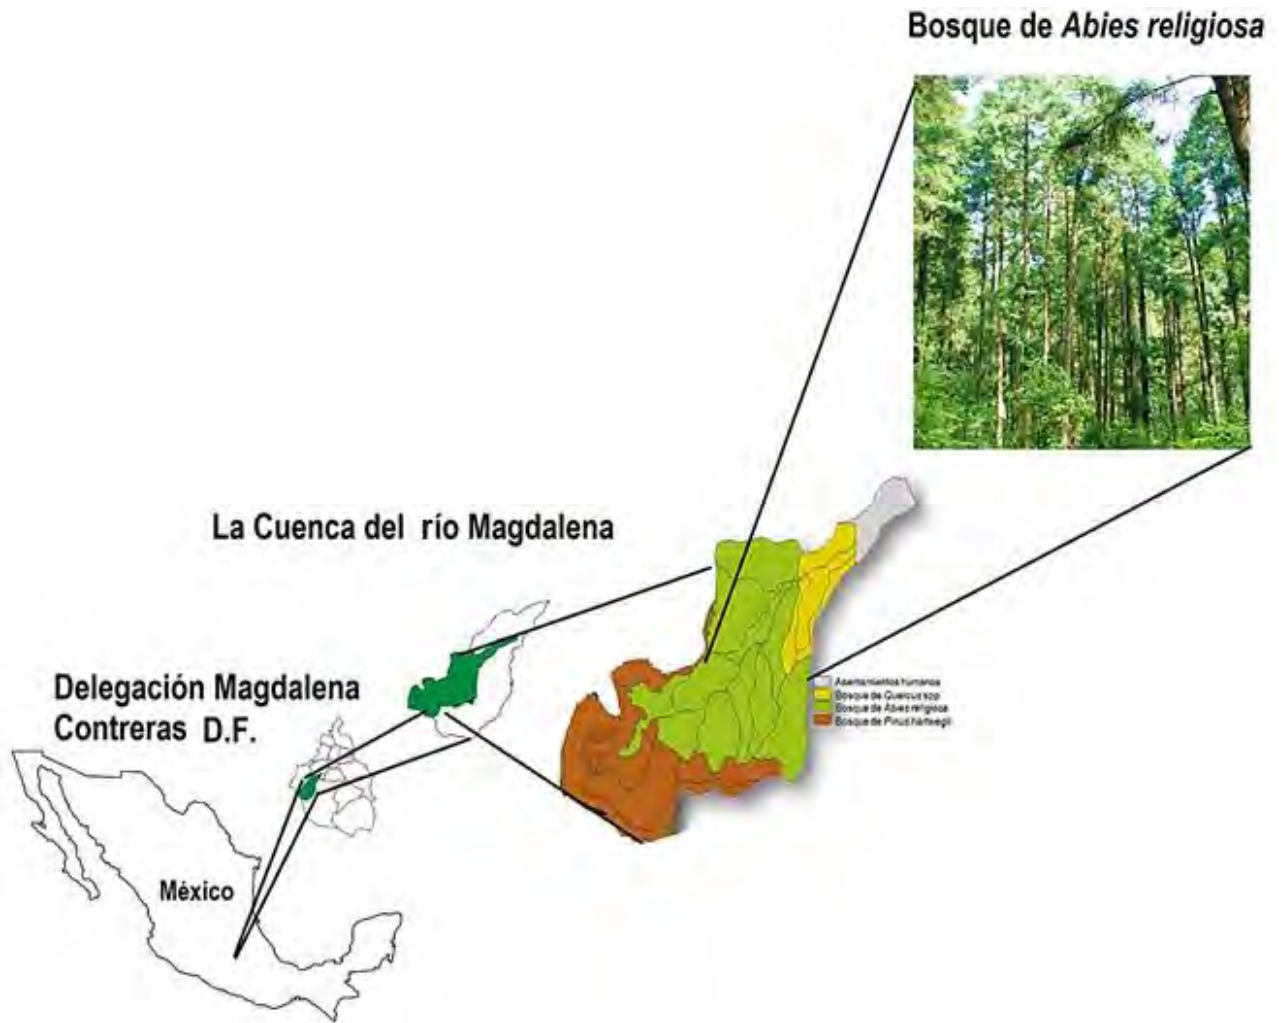 Bosque de Abies religiosa
La Cuenca del río Magdalena
Delegación Magdalena
Contreras D.F.
México
Asentamientos humanos
Bosque de Quercus spp
Bosque de Abies religiosa
Bosque de Pinus hartwegii